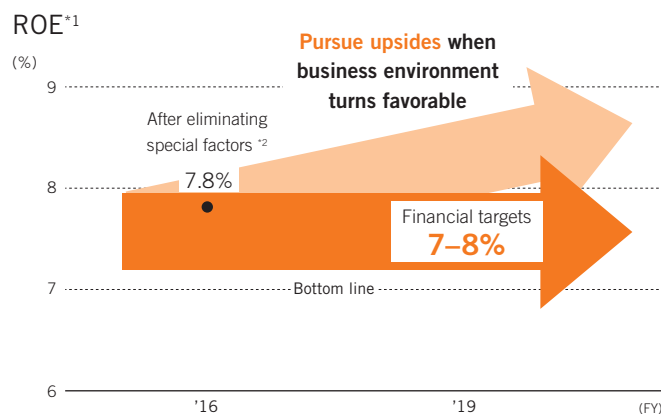 ROE*1
(%)
Pursue upsides when
business environment
turns favorable
9
After eliminating
special factors *2
7.8%
8
Financial targets
7–8%
7
Bottom line
6
’16
’19
(FY)